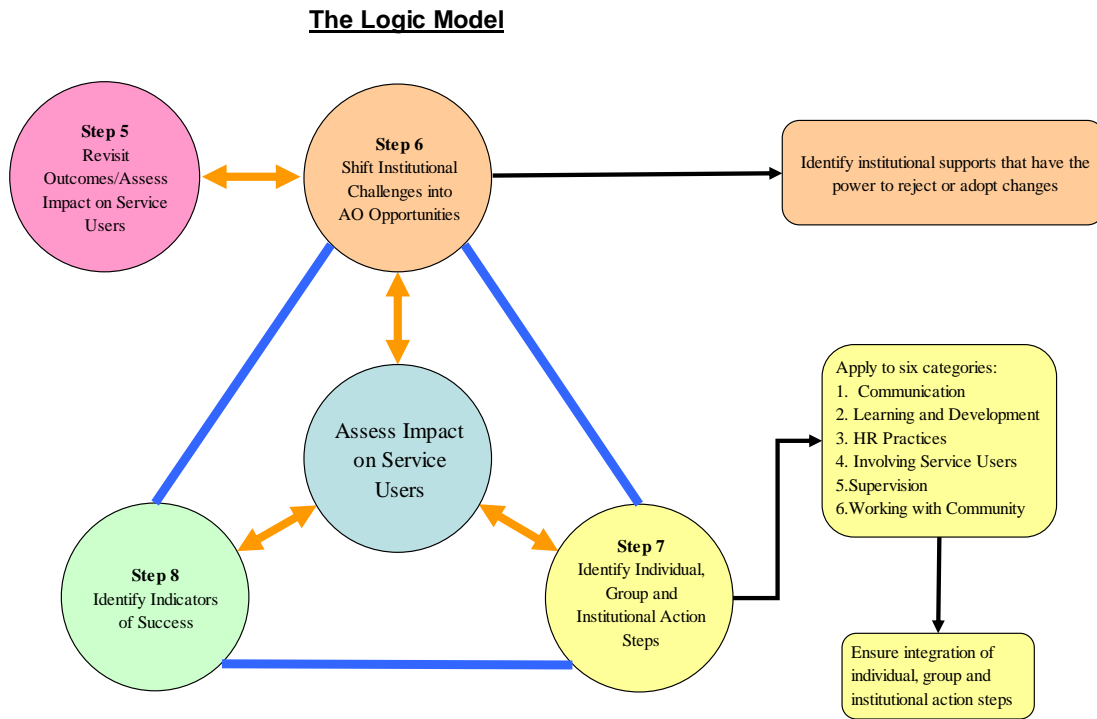 The Logic Model
Step 5
Revisit
Outcomes/Assess
Impact on Service
Users
Step 6
Shift Institutional
Challenges into
AO Opportunities
Identify institutional supports that have the
power to reject or adopt changes
Assess Impact
on Service
Users
Apply to six categories:
1. Communication
2. Learning and Development
3. HR Practices
4. Involving Service Users
5.Supervision
6.Working with Community
Step 8
Identify Indicators
of Success
Step 7
Identify Individual,
Group and
Institutional Action
Steps
Ensure integration of
individual, group and
institutional action steps